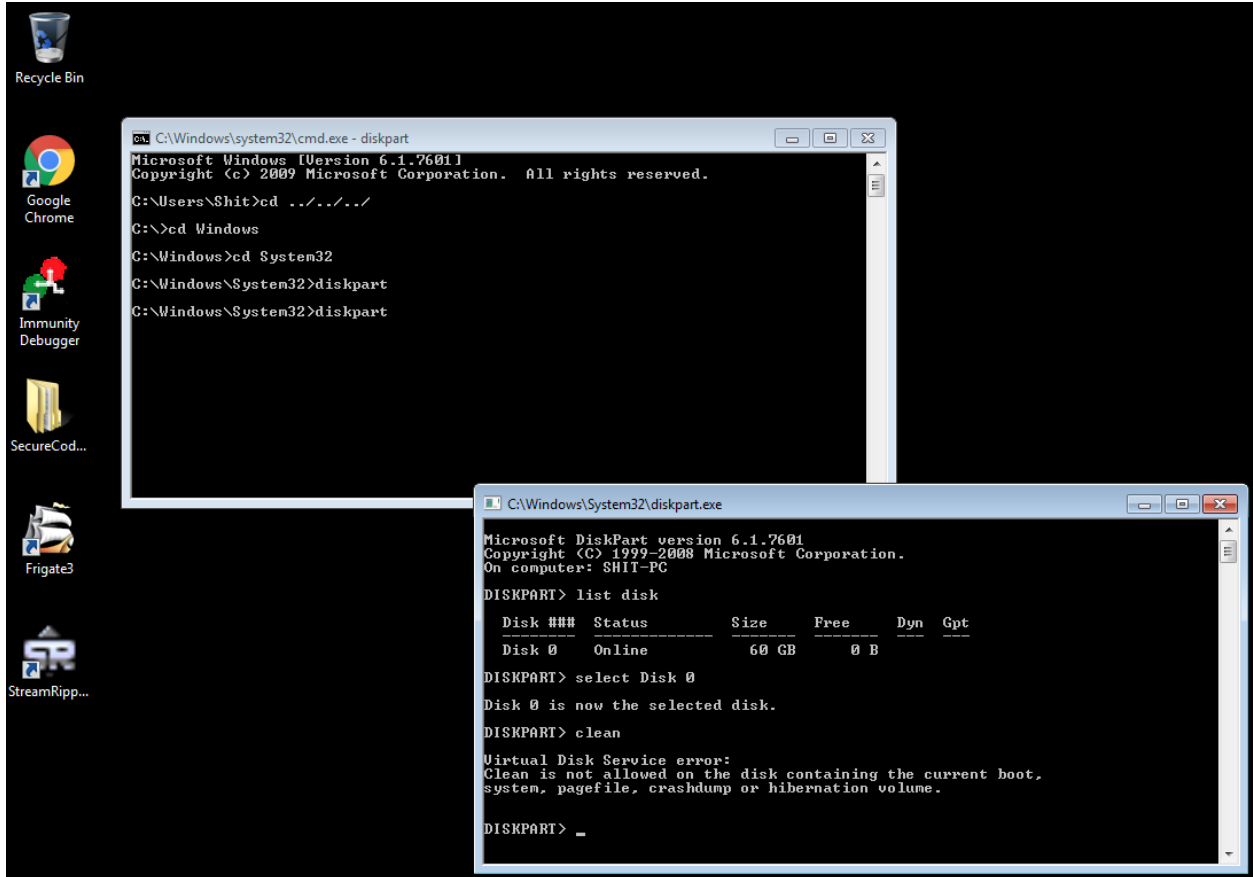 Recycle Bin
Google
Chrome
Immunity
Debugger
SecureCod...
Frigate3
StreamRipp...
C:\Windows\system32\cmd.exe - diskpart
Microsoft Windows [Version 6.1.7601]
Copyright (c) 2009 Microsoft Corporation.  All rights reserved.
C:\Users\Shit>cd ../../../
C:\>cd Windows
C:\Windows>cd System32
C:\Windows\System32>diskpart
C:\Windows\System32>diskpart
C:\Windows\System32\diskpart.exe
Microsoft DiskPart version 6.1.7601
Copyright (C) 1999-2008 Microsoft Corporation.
On computer: SHIT-PC
DISKPART> list disk
Disk ###  Status         Size     Free     Dyn  Gpt
--------  -------------  -------  -------  ---  ---
Disk 0    Online           60 GB      0 B
DISKPART> select Disk 0
Disk 0 is now the selected disk.
DISKPART> clean
Virtual Disk Service error:
Clean is not allowed on the disk containing the current boot,
system, pagefile, crashdump or hibernation volume.
DISKPART> _